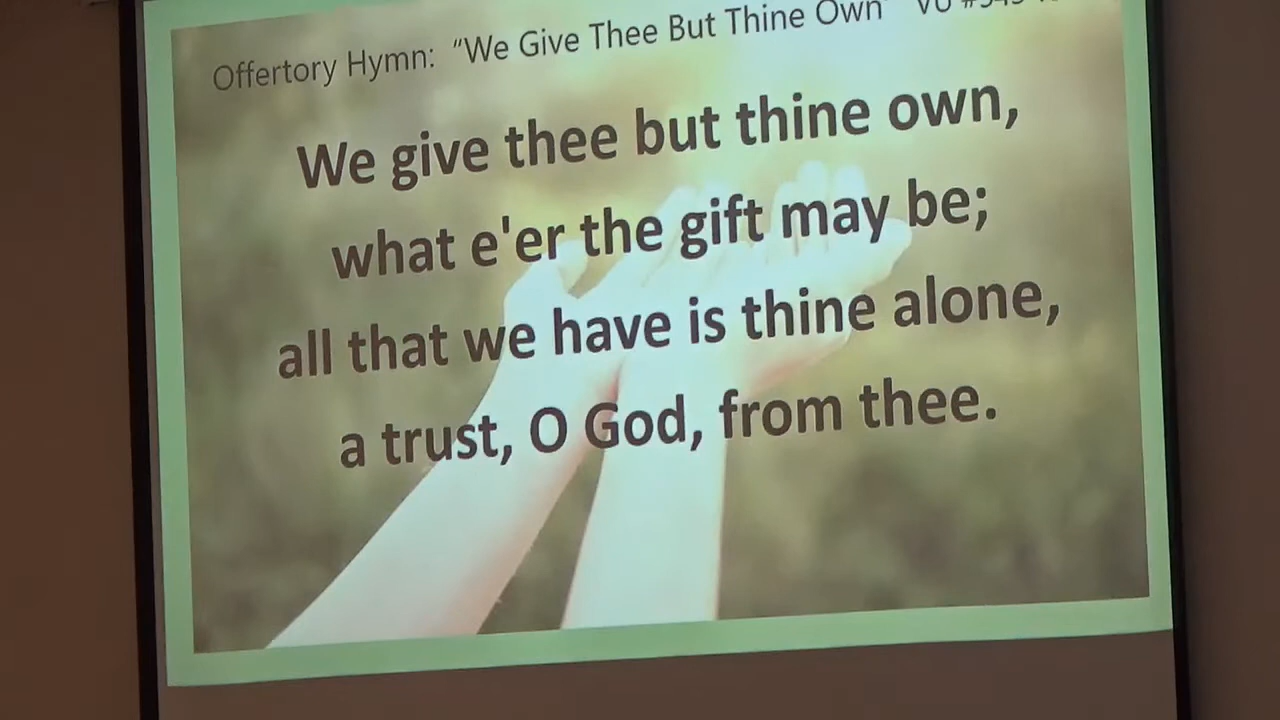 Offertory Hymn: “We Give Thee But Thine Own” VU
We give thee but thine own,
what e'er the gift may be;
all that we have is thine alone,
a trust, O God, from thee.